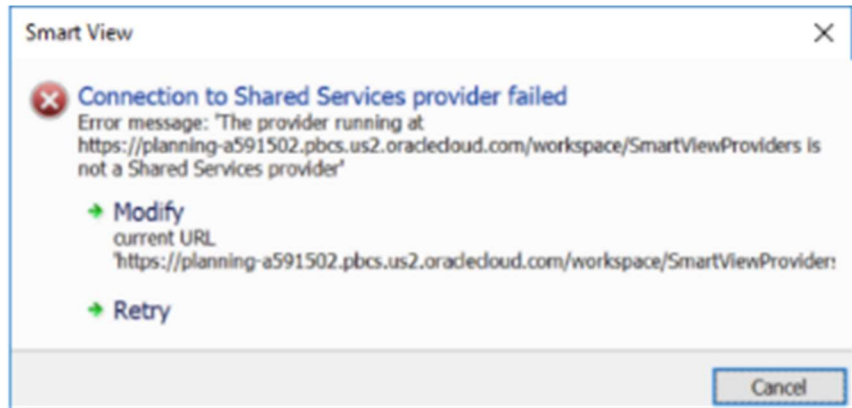 Smart View
Connection to Shared Services provider failed
Error message: 'The provider running at
https://planning-a591502.pbcs.us2.oraclecloud.com/workspace/SmartViewProviders is
not a Shared Services provider'
Modify
current URL
'https://planning-a591502.pbcs.us2.oraclecloud.com/workspace/SmartViewProviders
Retry
Cancel